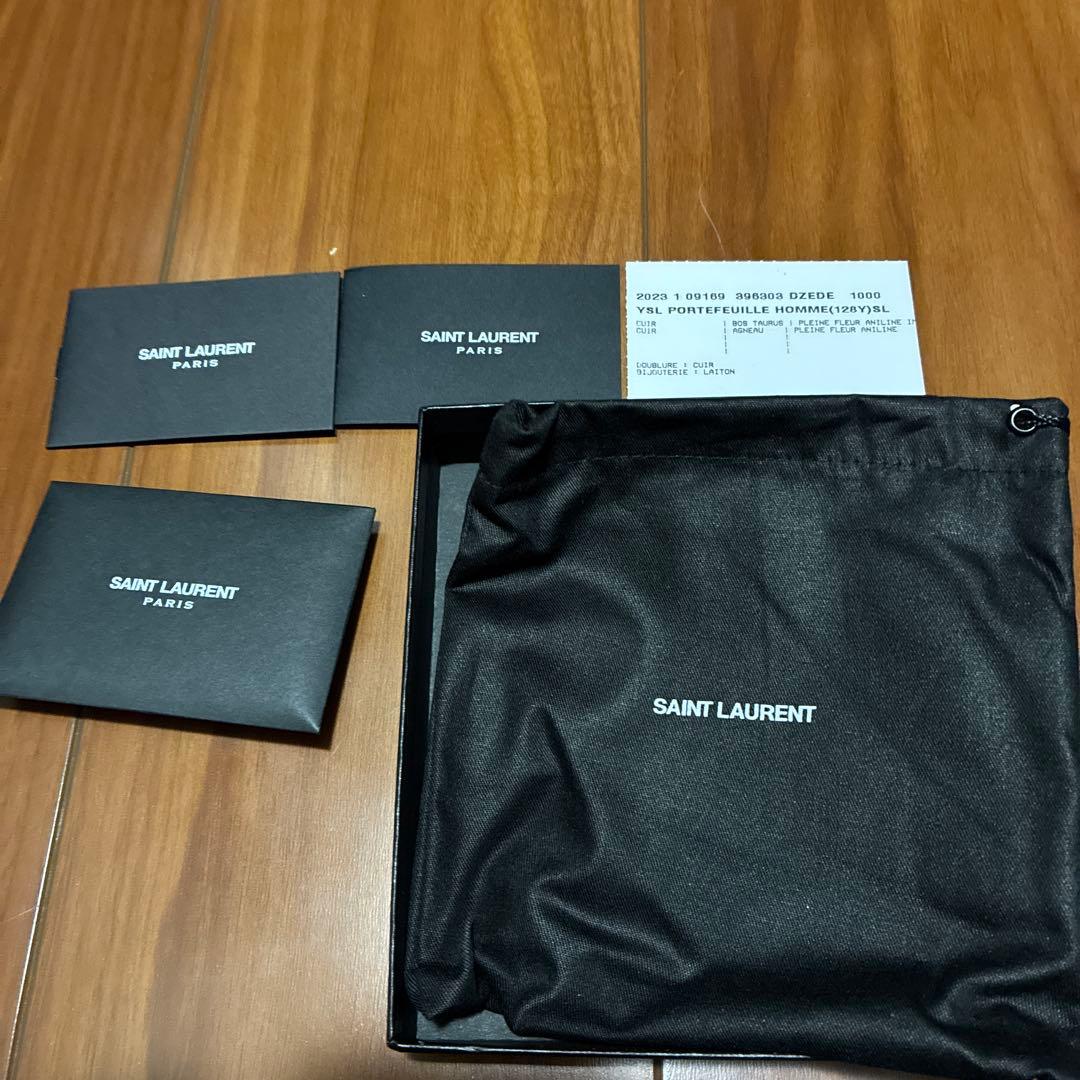 SAINT LAURENT
PARIS
SAINT LAURENT
PARIS
2023 1 09169 396303 DZEDE 1000
YSL PORTEFEUILLE HOMME(128Y)SL
CUIR | BOS TAURUS | PLEINE FLEUR ANILINE
CUIR | AGNEAU | PLEINE FLEUR ANILINE
DOUBLURE : CUIR
BIJOUTERIE : LAITON
SAINT LAURENT
PARIS
SAINT LAURENT